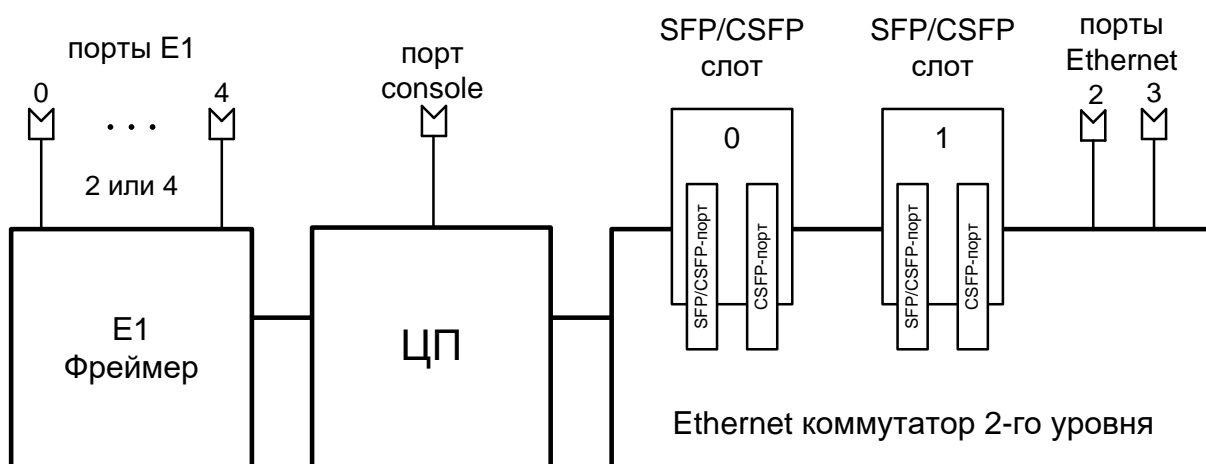 порты E1
0
4
. . .
2 или 4
E1
Фреймер
порт
console
ЦП
SFP/CSFP
слот
0
SFP/CSFP-порт
CSFP-порт
SFP/CSFP
слот
1
SFP/CSFP-порт
CSFP-порт
порты
Ethernet
2
3
Ethernet коммутатор 2-го уровня